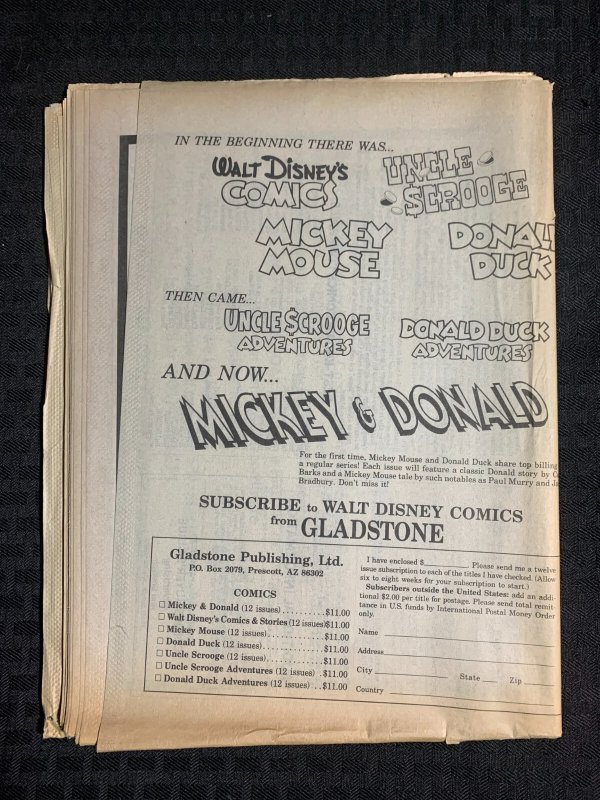 IN THE BEGINNING THERE WAS...
WALT DISNEY'S
COMICS
UNCLE
$CROOGE
MICKEY
MOUSE
DONAL
DUCK
THEN CAME...
UNCLE $CROOGE
ADVENTURES
DONALD DUCK
ADVENTURES
AND NOW...
MICKEY & DONALD
For the first time, Mickey Mouse and Donald Duck share top billing
a regular series! Each issue will feature a classic Donald story by
Barks and a Mickey Mouse tale by such notables as Paul Murry and
Bradbury. Don't miss it!
SUBSCRIBE to WALT DISNEY COMICS
from GLADSTONE
Gladstone Publishing, Ltd.
P.O. Box 2079, Prescott, AZ 86302
COMICS
☐ Mickey & Donald (12 issues)..........$11.00
☐ Walt Disney's Comics & Stories (12 issues)$11.00
☐ Mickey Mouse (12 issues)............$11.00
☐ Donald Duck (12 issues).............$11.00
☐ Uncle Scrooge (12 issues)............$11.00
☐ Uncle Scrooge Adventures (12 issues) .$11.00
☐ Donald Duck Adventures (12 issues) ..$11.00
I have enclosed $________. Please send me a twelve
issue subscription to each of the titles I have checked. (Allow
six to eight weeks for your subscription to start.)
Subscribers outside the United States: add an addi-
tional $2.00 per title for postage. Please send total remit-
tance in U.S. funds by International Postal Money Order
only.
Name
Address
City State Zip
Country